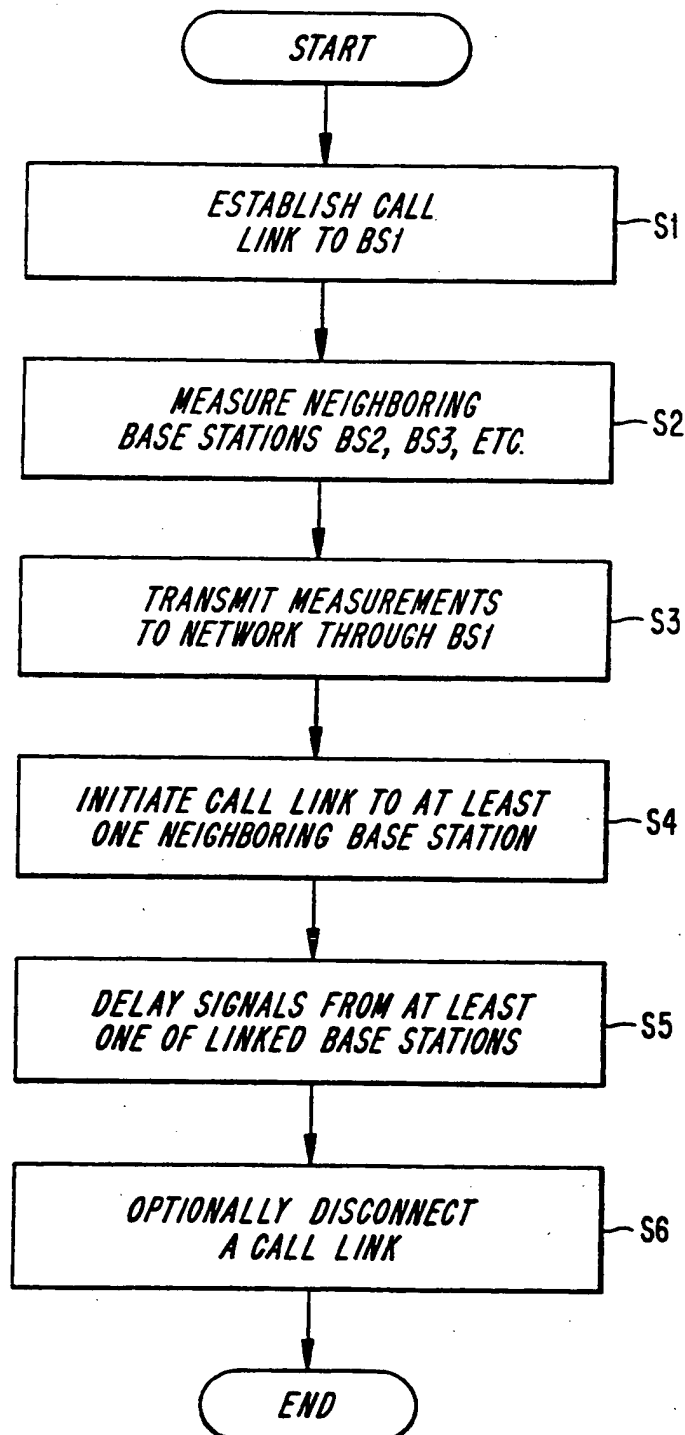 START
ESTABLISH CALL
LINK TO BS1
S1
MEASURE NEIGHBORING
BASE STATIONS BS2, BS3, ETC.
S2
TRANSMIT MEASUREMENTS
TO NETWORK THROUGH BS1
S3
INITIATE CALL LINK TO AT LEAST
ONE NEIGHBORING BASE STATION
S4
DELAY SIGNALS FROM AT LEAST
ONE OF LINKED BASE STATIONS
S5
OPTIONALLY DISCONNECT
A CALL LINK
S6
END